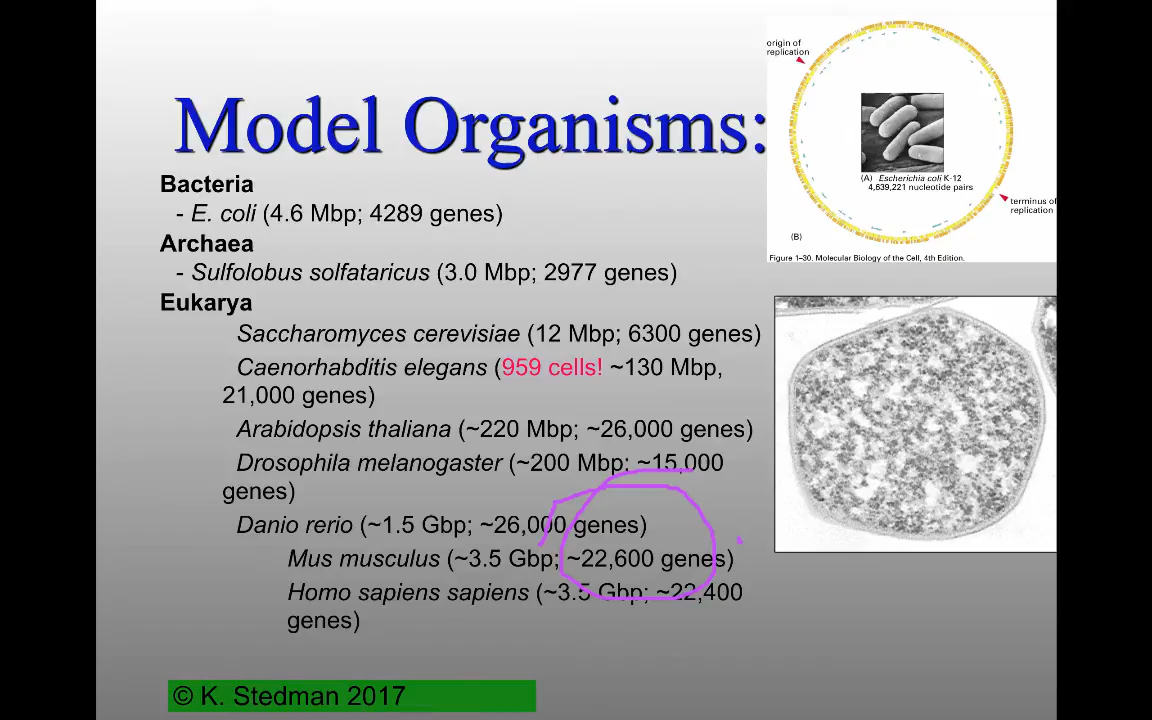 Model Organisms:
Bacteria
- E. coli (4.6 Mbp; 4289 genes)
Archaea
- Sulfolobus solfataricus (3.0 Mbp; 2977 genes)
Eukarya
Saccharomyces cerevisiae (12 Mbp; 6300 genes)
Caenorhabditis elegans (959 cells! ~130 Mbp,
21,000 genes)
Arabidopsis thaliana (~220 Mbp; ~26,000 genes)
Drosophila melanogaster (~200 Mbp; ~15,000
genes)
Danio rerio (~1.5 Gbp; ~26,000 genes)
Mus musculus (~3.5 Gbp; ~22,600 genes)
Homo sapiens sapiens (~3.5 Gbp; ~22,400
genes)
© K. Stedman 2017
origin of
replication
(A) Escherichia coli K-12
4,639,221 nucleotide pairs
terminus of
replication
(B)
Figure 1–30. Molecular Biology of the Cell, 4th Edition.